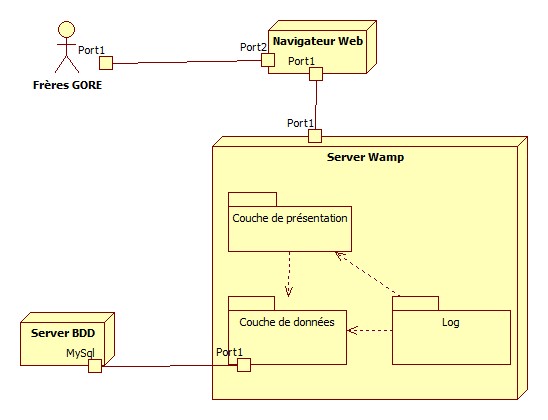 Port1
Frères GORE
Port2
Navigateur Web
Port1
Port1
Server Wamp
Couche de présentation
Couche de données
Log
Server BDD
MySql
Port1